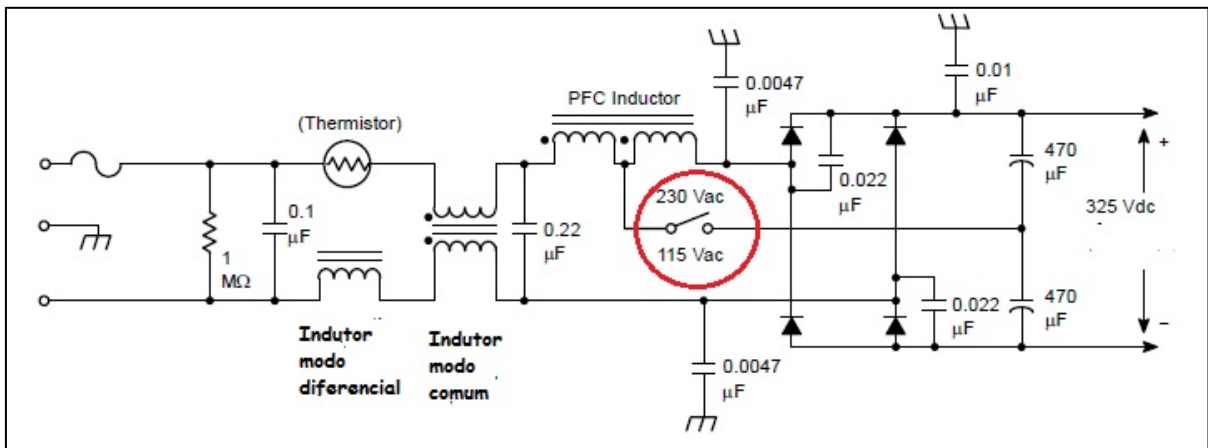 0.0047
µF
0.01
µF
PFC Inductor
(Thermistor)
0.022
µF
470
µF
+
325 Vdc
230 Vac
115 Vac
0.1
µF
0.22
µF
1
MΩ
0.022
µF
470
µF
−
Indutor
modo
diferencial
Indutor
modo
comum
0.0047
µF